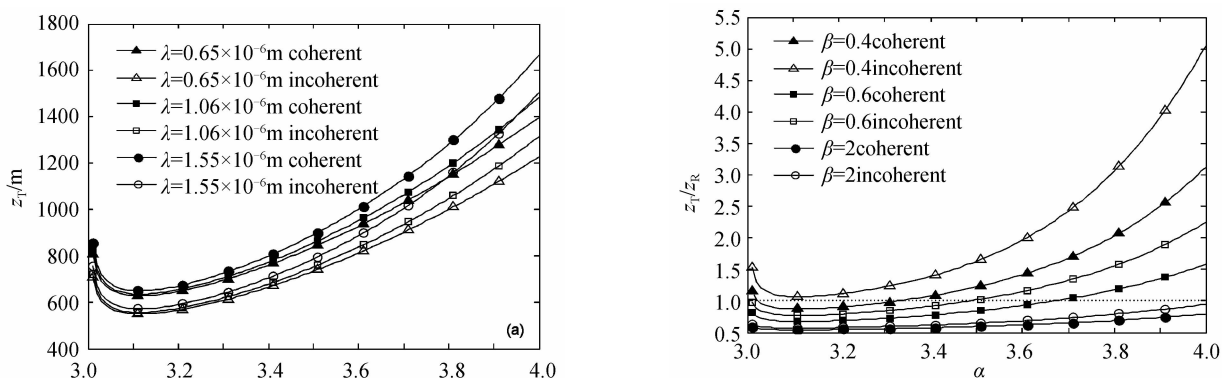 1800
1600
1400
1200
1000
800
600
400
z_T/m
λ=0.65×10⁻⁶m coherent
λ=0.65×10⁻⁶m incoherent
λ=1.06×10⁻⁶m coherent
λ=1.06×10⁻⁶m incoherent
λ=1.55×10⁻⁶m coherent
λ=1.55×10⁻⁶m incoherent
(a)
3.0 3.2 3.4 3.6 3.8 4.0
5.5
5.0
4.5
4.0
3.5
3.0
2.5
2.0
1.5
1.0
0.5
z_T/z_R
β=0.4coherent
β=0.4incoherent
β=0.6coherent
β=0.6incoherent
β=2coherent
β=2incoherent
3.0 3.2 3.4 3.6 3.8 4.0
α